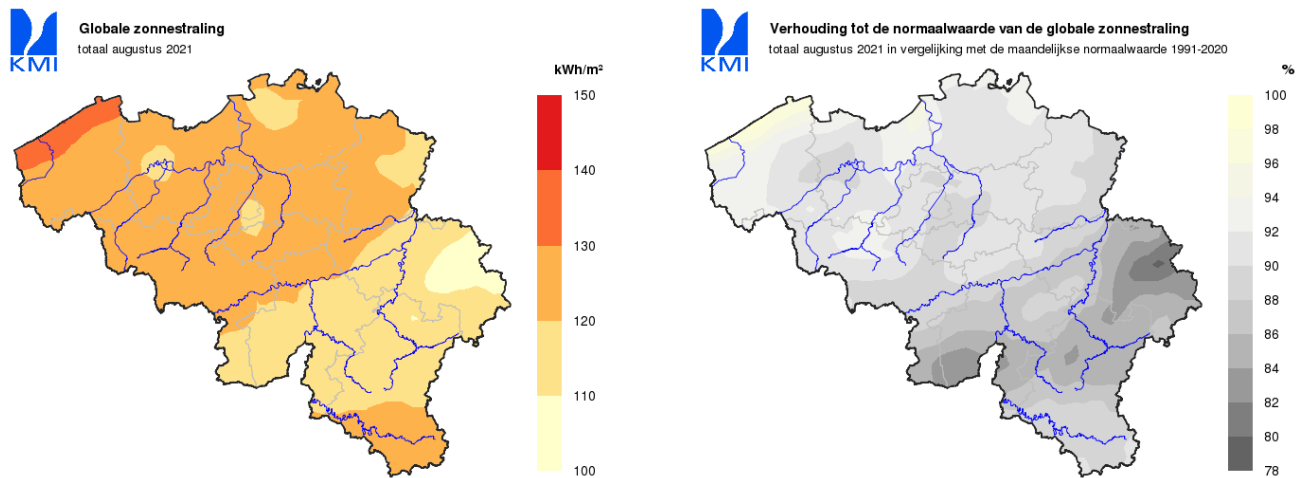 KMI
Globale zonnestraling
totaal augustus 2021
kWh/m²
150
140
130
120
110
100
KMI
Verhouding tot de normaalwaarde van de globale zonnestraling
totaal augustus 2021 in vergelijking met de maandelijkse normaalwaarde 1991-2020
%
100
98
96
94
92
90
88
86
84
82
80
78